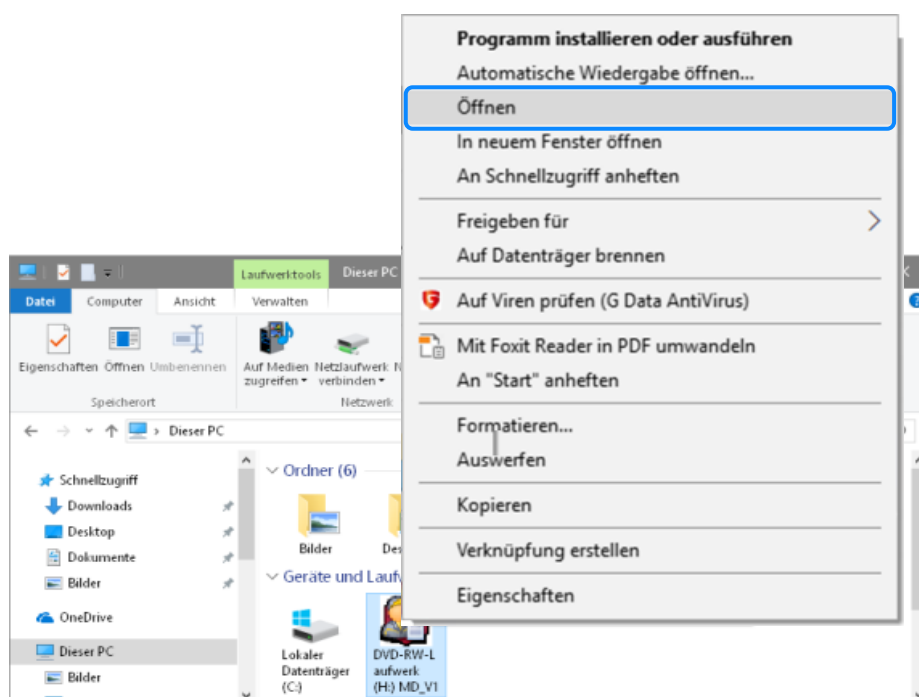 Programm installieren oder ausführen
Automatische Wiedergabe öffnen...
Öffnen
In neuem Fenster öffnen
An Schnellzugriff anheften
Freigeben für
Auf Datenträger brennen
Auf Viren prüfen (G Data AntiVirus)
Mit Foxit Reader in PDF umwandeln
An "Start" anheften
Formatieren...
Auswerfen
Kopieren
Verknüpfung erstellen
Eigenschaften
Laufwerktools Dieser PC
Datei Computer Ansicht Verwalten
Eigenschaften Öffnen Umbenennen
Auf Medien zugreifen
Netzlaufwerk verbinden
Speicherort Netzwerk
Dieser PC
Schnellzugriff
Downloads
Desktop
Dokumente
Bilder
OneDrive
Dieser PC
Bilder
Ordner (6)
Bilder
Geräte und
Lokaler
Datenträger
(C:)
DVD-RW-L
aufwerk
(H:) MD_V1